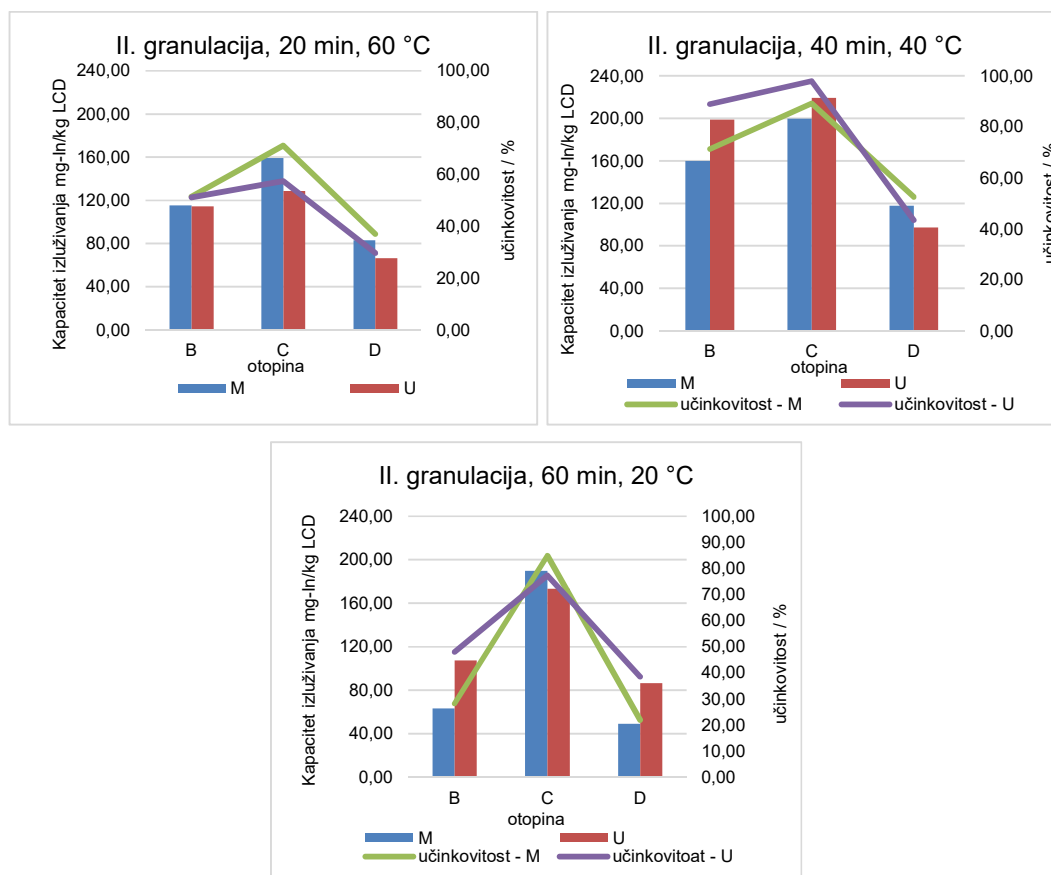 II. granulacija, 20 min, 60 °C
Kapacitet izluživanja mg-In/kg LCD
240,00
200,00
160,00
120,00
80,00
40,00
0,00
100,00
80,00
60,00
40,00
20,00
0,00
učinkovitost / %
B C D
otopina
M U
II. granulacija, 40 min, 40 °C
Kapacitet izluživanja mg-In/kg LCD
240,00
200,00
160,00
120,00
80,00
40,00
0,00
100,00
80,00
60,00
40,00
20,00
0,00
učinkovitost / %
B C D
otopina
M U
učinkovitost - M učinkovitost - U
II. granulacija, 60 min, 20 °C
Kapacitet izluživanja mg-In/kg LCD
240,00
200,00
160,00
120,00
80,00
40,00
0,00
100,00
90,00
80,00
70,00
60,00
50,00
40,00
30,00
20,00
10,00
0,00
učinkovitost / %
B C D
otopina
M U
učinkovitost - M učinkovitoat - U